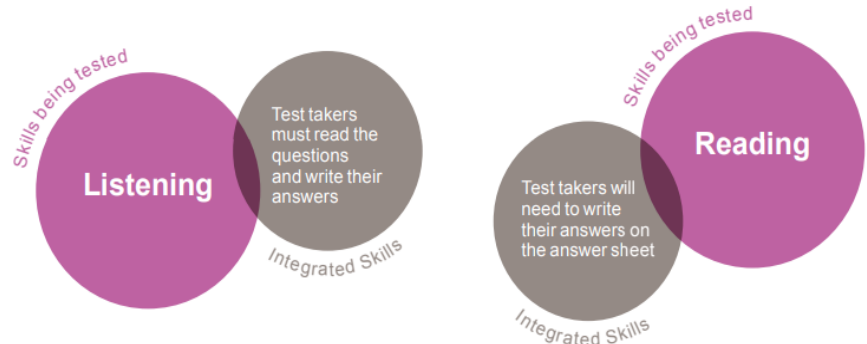 Skills being tested
Listening
Test takers
must read the
questions
and write their
answers
Integrated Skills
Skills being tested
Reading
Test takers will
need to write
their answers on
the answer sheet
Integrated Skills